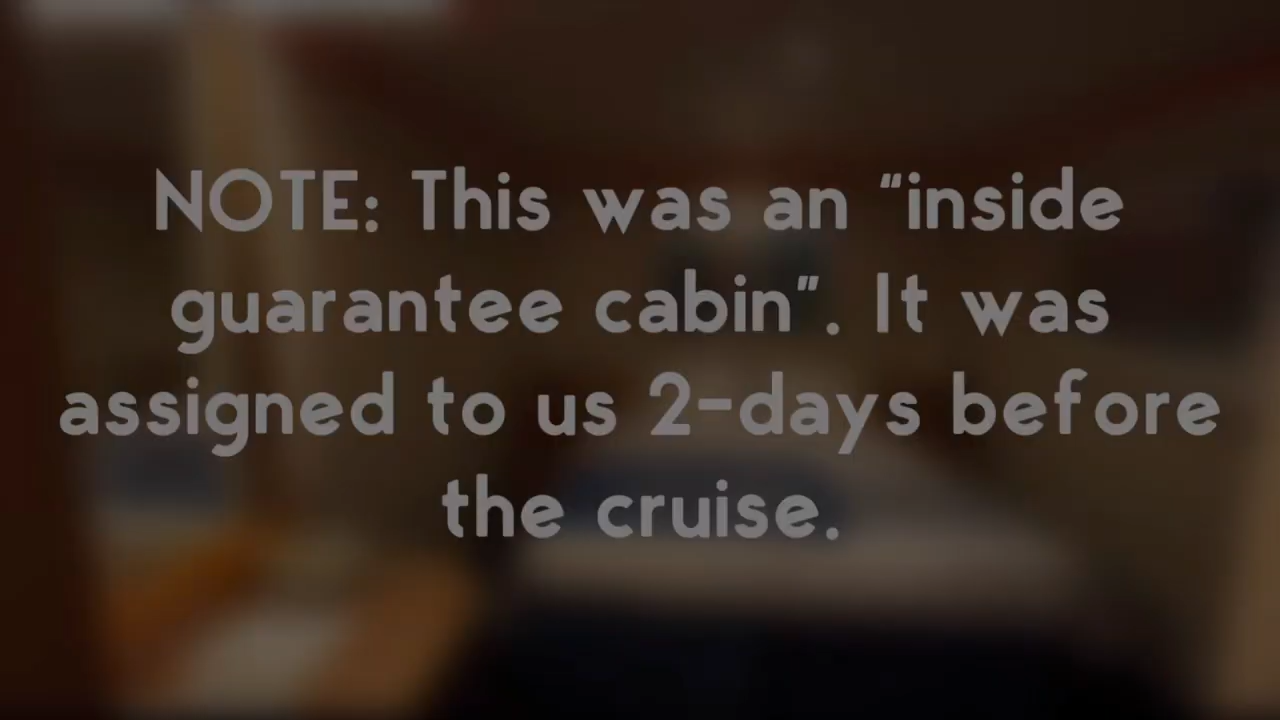 NOTE: This was an "inside
guarantee cabin". It was
assigned to us 2-days before
the cruise.